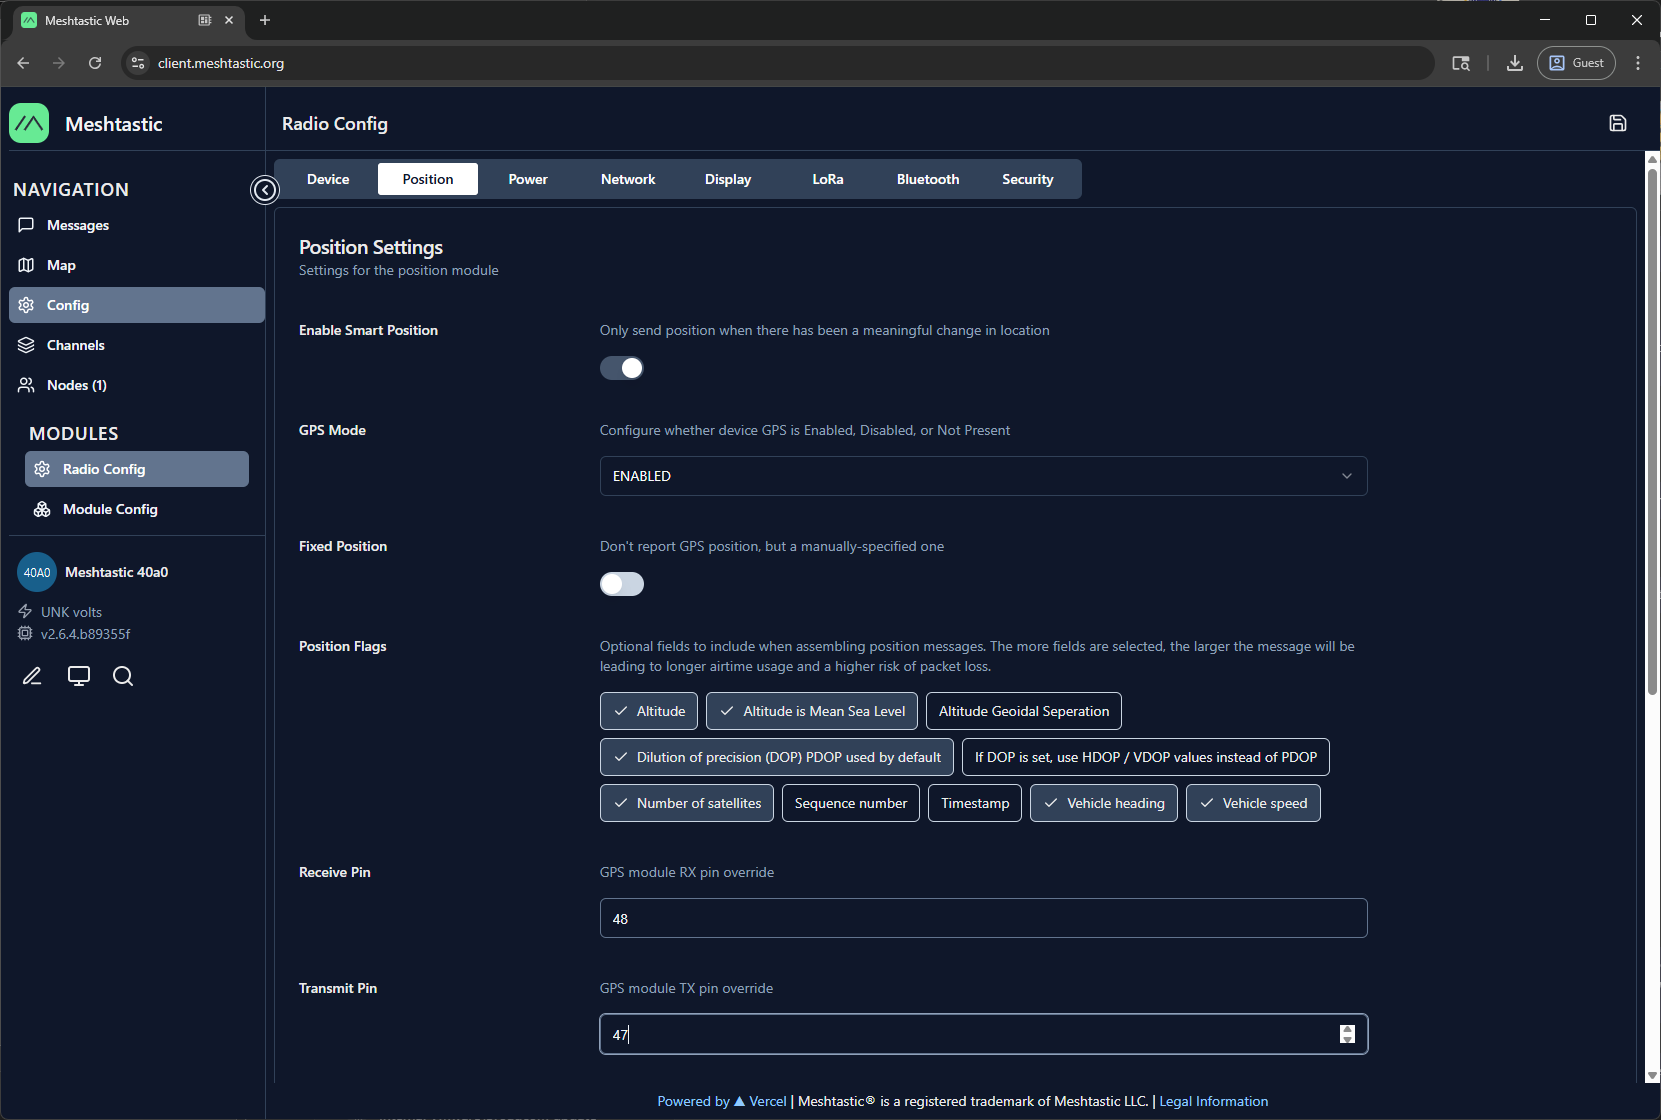 Meshtastic Web
client.meshtastic.org
Guest
Meshtastic
Radio Config
NAVIGATION
Messages
Map
Config
Channels
Nodes (1)
MODULES
Radio Config
Module Config
40A0
Meshtastic 40a0
UNK volts
v2.6.4.b89355f
Device
Position
Power
Network
Display
LoRa
Bluetooth
Security
Position Settings
Settings for the position module
Enable Smart Position
Only send position when there has been a meaningful change in location
GPS Mode
Configure whether device GPS is Enabled, Disabled, or Not Present
ENABLED
Fixed Position
Don't report GPS position, but a manually-specified one
Position Flags
Optional fields to include when assembling position messages. The more fields are selected, the larger the message will be
leading to longer airtime usage and a higher risk of packet loss.
Altitude
Altitude is Mean Sea Level
Altitude Geoidal Seperation
Dilution of precision (DOP) PDOP used by default
If DOP is set, use HDOP / VDOP values instead of PDOP
Number of satellites
Sequence number
Timestamp
Vehicle heading
Vehicle speed
Receive Pin
GPS module RX pin override
48
Transmit Pin
GPS module TX pin override
47
Powered by ▲ Vercel | Meshtastic® is a registered trademark of Meshtastic LLC. | Legal Information